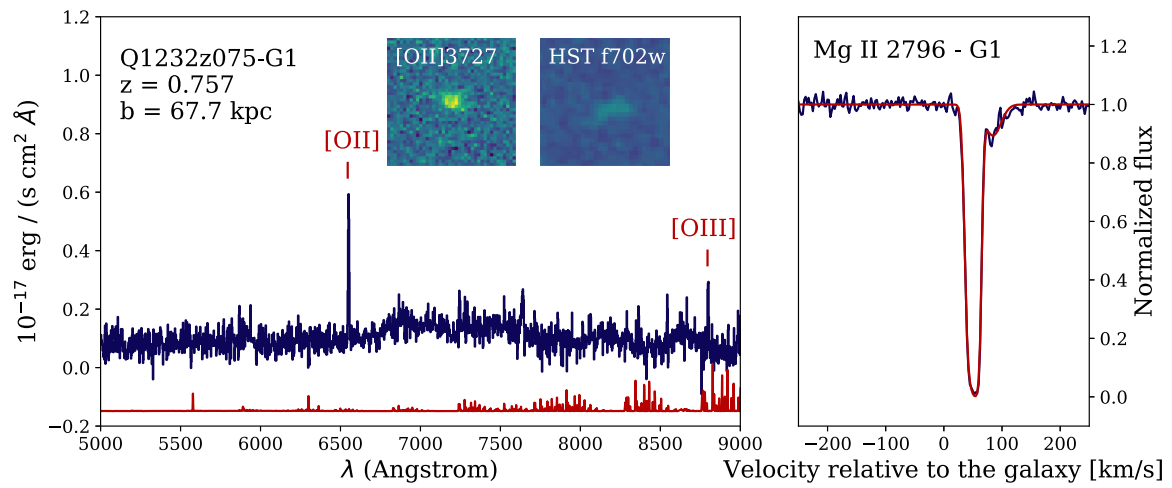 Q1232z075-G1
z = 0.757
b = 67.7 kpc
[OII]3727
HST f702w
[OII]
[OIII]
10⁻¹⁷ erg / (s cm² Å)
1.2
1.0
0.8
0.6
0.4
0.2
0.0
−0.2
5000 5500 6000 6500 7000 7500 8000 8500 9000
λ (Angstrom)
Mg II 2796 - G1
1.2
1.0
0.8
0.6
0.4
0.2
0.0
Normalized flux
−200 −100 0 100 200
Velocity relative to the galaxy [km/s]